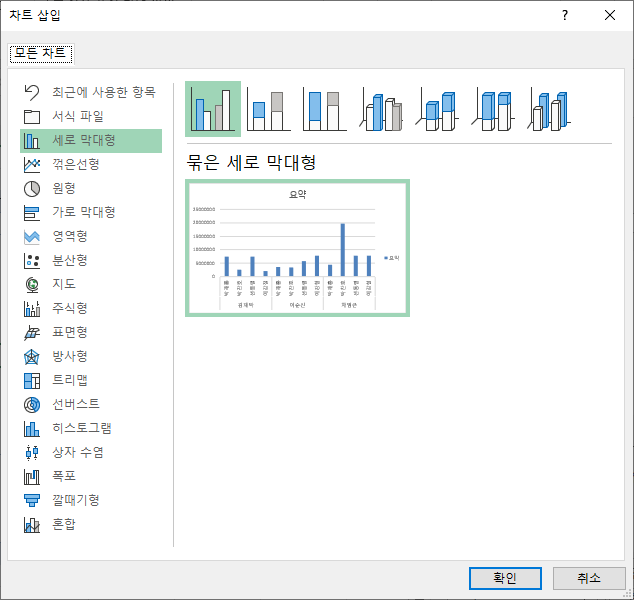 차트 삽입
?
모든 차트
최근에 사용한 항목
서식 파일
세로 막대형
꺾은선형
원형
가로 막대형
영역형
분산형
지도
주식형
표면형
방사형
트리맵
선버스트
히스토그램
상자 수염
폭포
깔때기형
혼합
묶은 세로 막대형
요약
25000000
20000000
15000000
10000000
5000000
0
이순신
요약
확인
취소